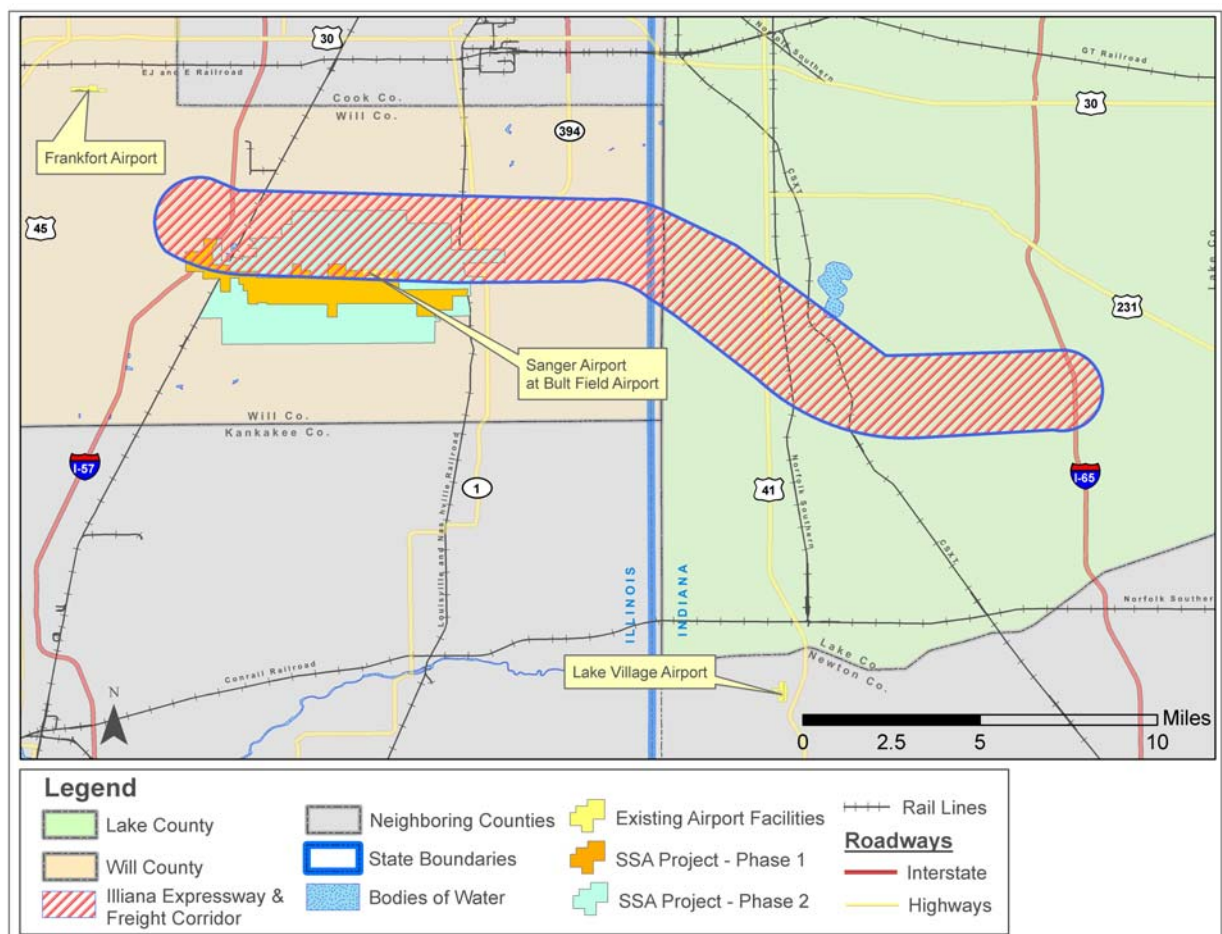 30
Norfolk
Southern
GT Railroad
EJ and E Railroad
Cook Co.
Will Co.
30
394
Frankfort Airport
CSXT
45
Lake Co.
231
Sanger Airport
at Bult Field Airport
Will Co.
Kankakee Co.
I-57
1
41
I-65
Louisville and Nashville Railroad
Norfolk Southern
CSXT
ILLINOIS
INDIANA
Norfolk Souther
Lake Co.
Newton Co.
Conrail Railroad
Lake Village Airport
N
Miles
0 2.5 5 10
Legend
Lake County
Will County
Illiana Expressway &
Freight Corridor
Neighboring Counties
State Boundaries
Bodies of Water
Existing Airport Facilities
SSA Project - Phase 1
SSA Project - Phase 2
Rail Lines
Roadways
Interstate
Highways